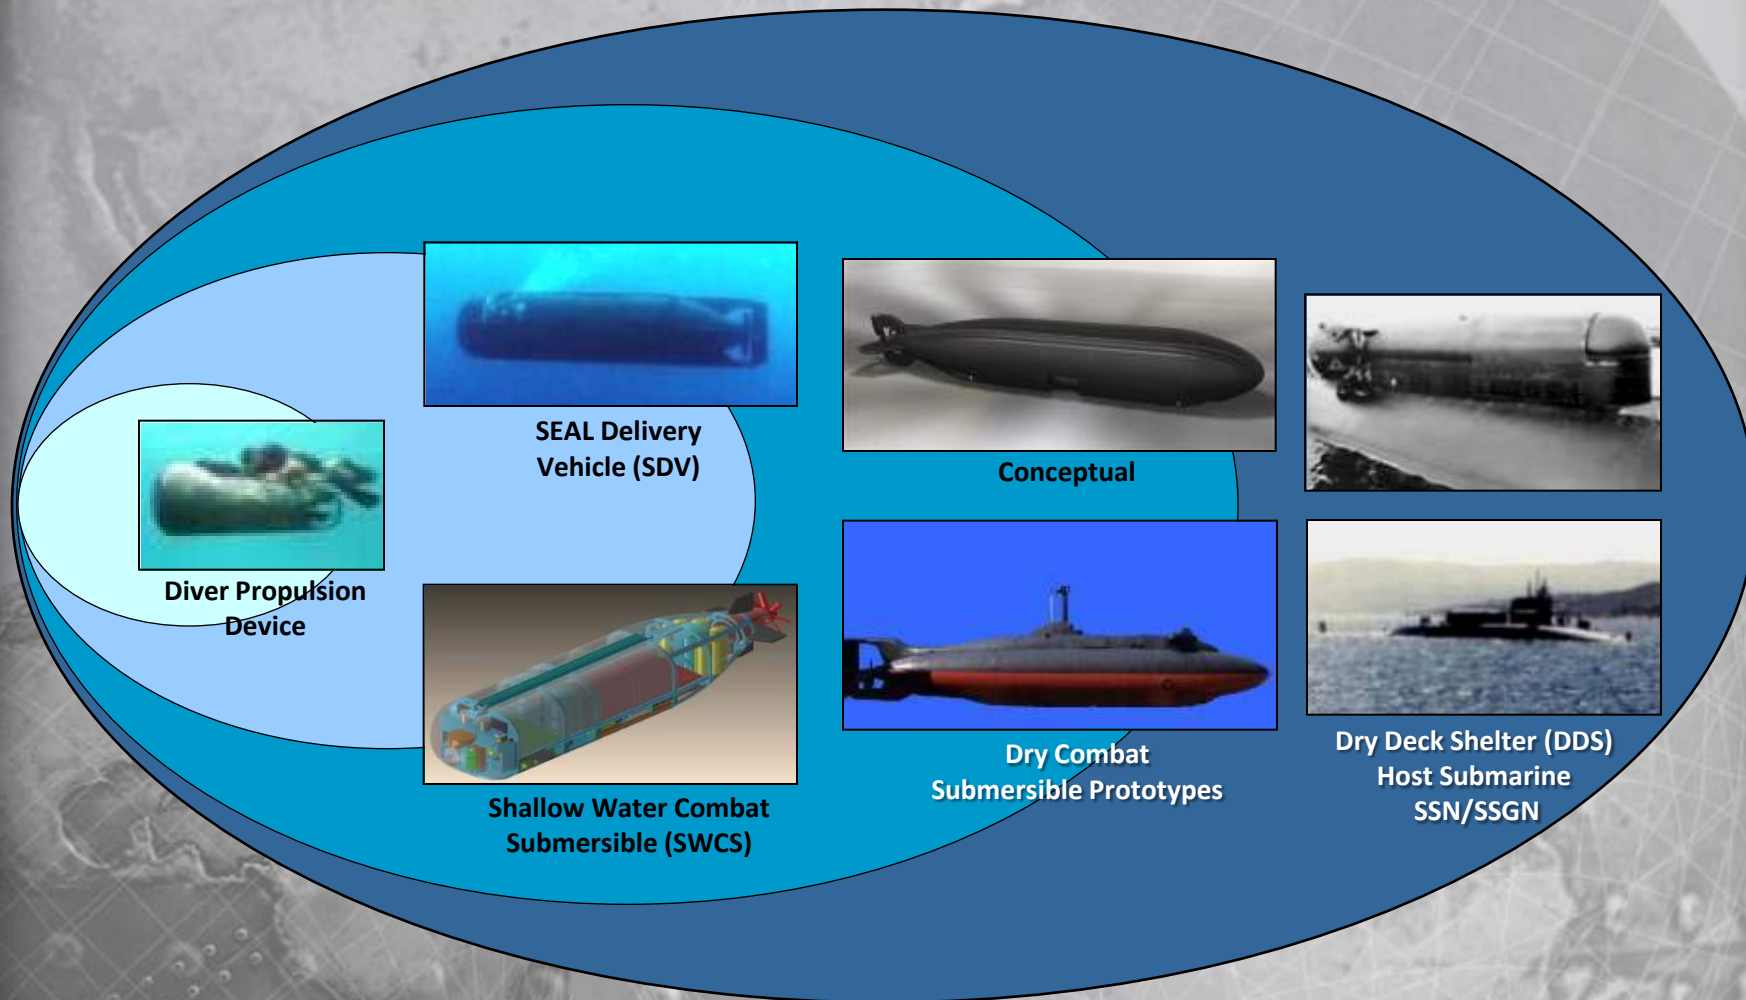 SEAL Delivery
Vehicle (SDV)
Conceptual
Diver Propulsion
Device
Shallow Water Combat
Submersible (SWCS)
Dry Combat
Submersible Prototypes
Dry Deck Shelter (DDS)
Host Submarine
SSN/SSGN